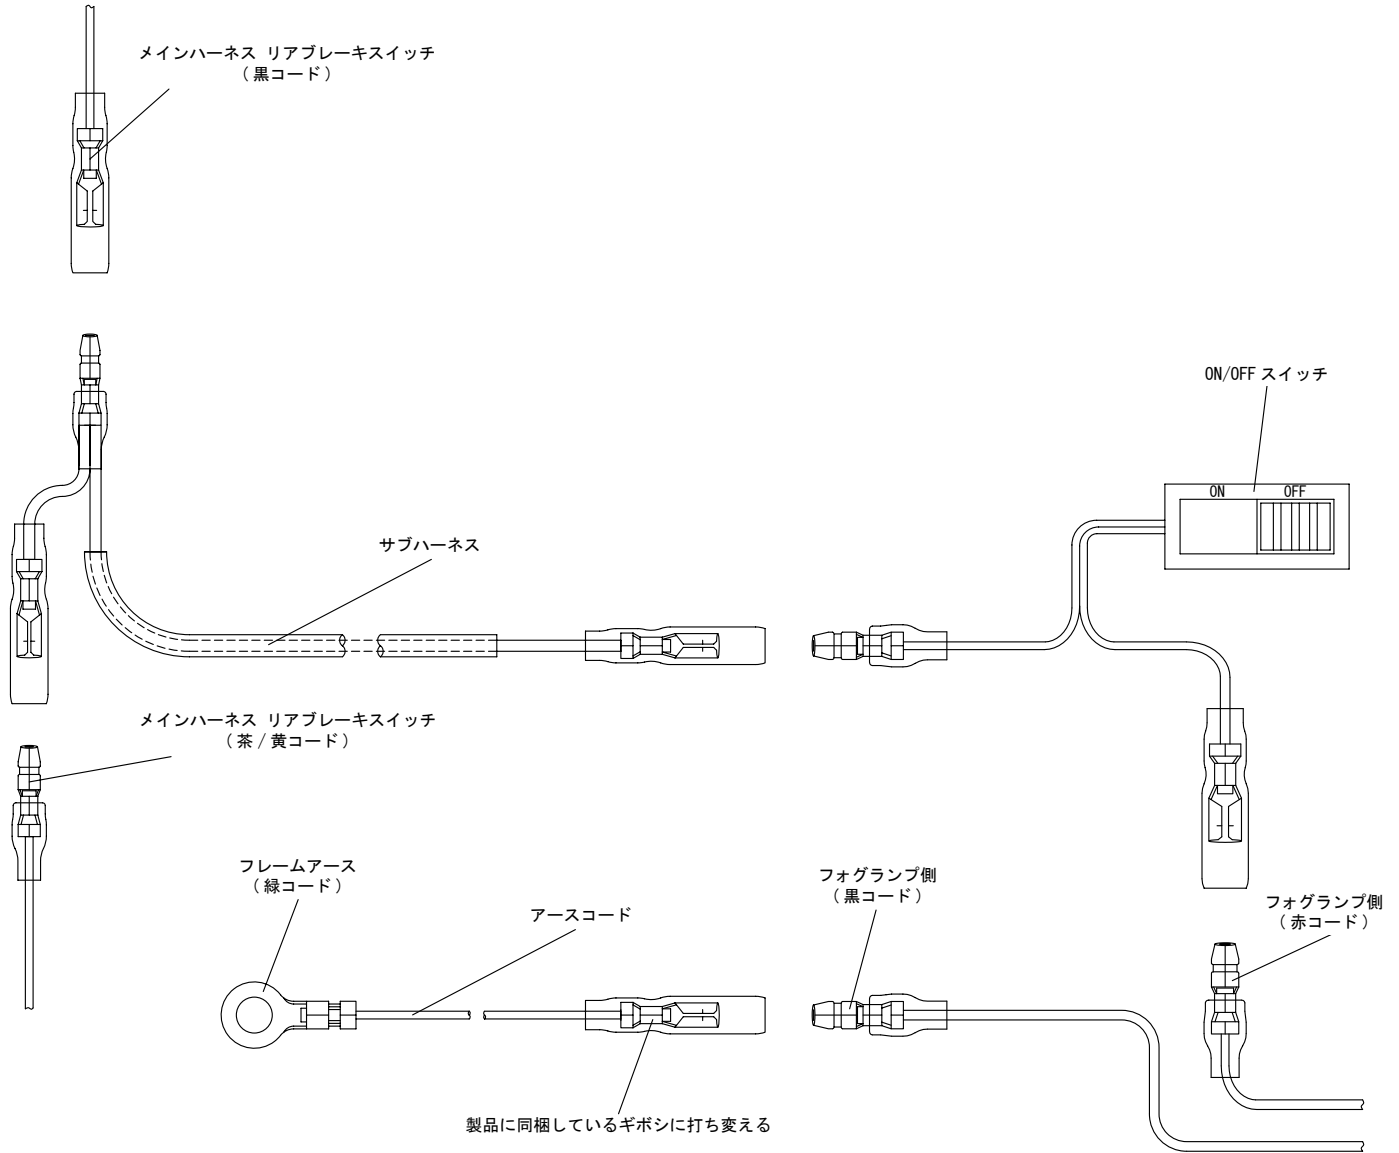 メインハーネス リアブレーキスイッチ
( 黒コード )
ON/OFF スイッチ
ON OFF
サブハーネス
メインハーネス リアブレーキスイッチ
( 茶 / 黄コード )
フレームアース
( 緑コード )
アースコード
フォグランプ側
( 黒コード )
フォグランプ側
( 赤コード )
製品に同梱しているギボシに打ち変える